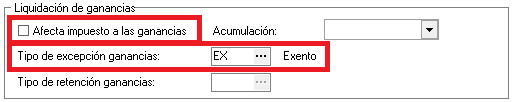 Liquidación de ganancias
Afecta impuesto a las ganancias Acumulación:
Tipo de excepción ganancias: EX ... Exento
Tipo de retención ganancias: ...